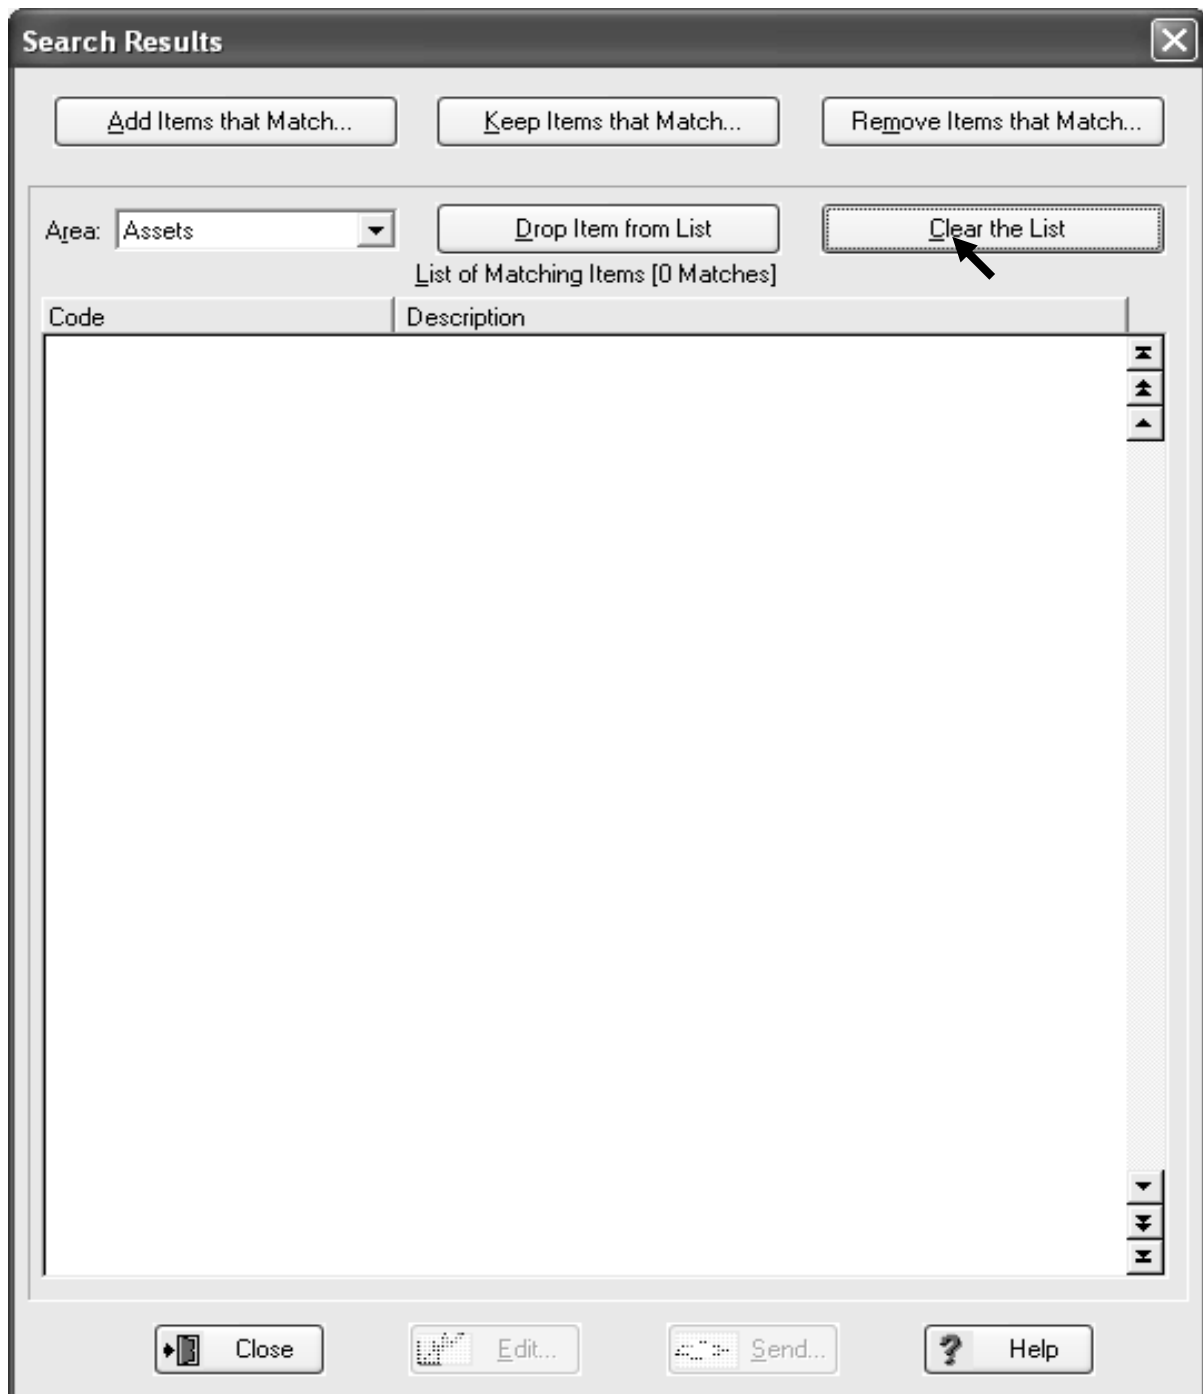 Search Results
Add Items that Match... Keep Items that Match... Remove Items that Match...
Area: Assets Drop Item from List Clear the List
List of Matching Items [0 Matches]
Code Description
Close Edit... Send... Help